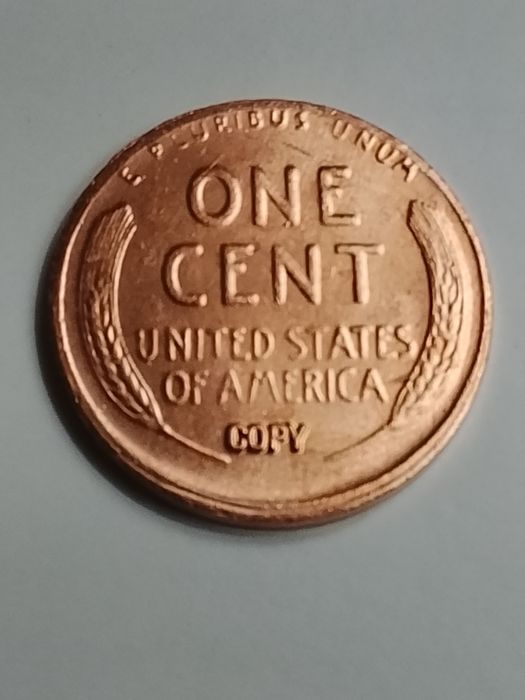 E PLURIBUS UNUM
ONE
CENT
UNITED STATES
OF AMERICA
COPY